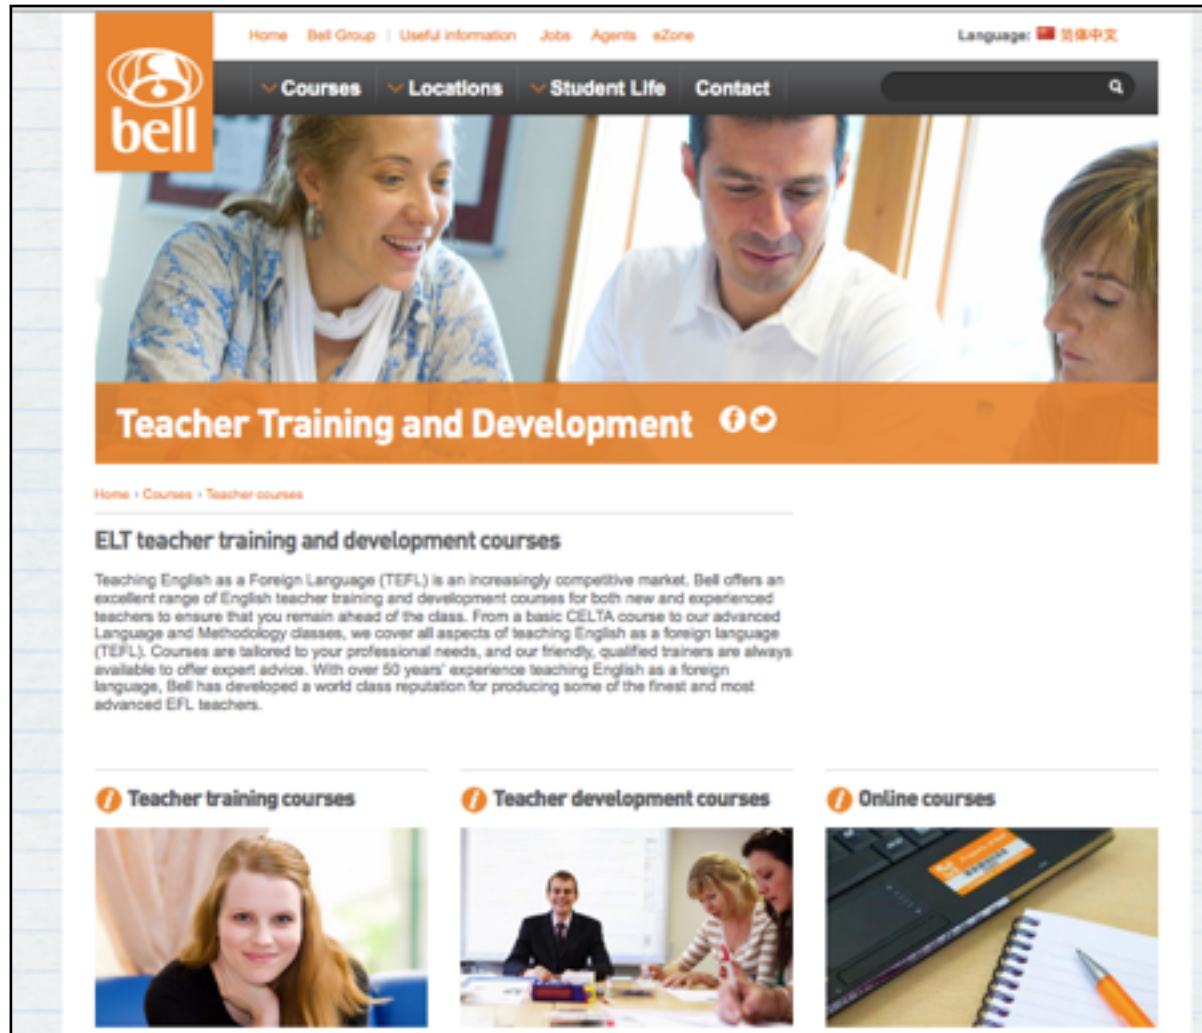 Home Bell Group Useful information Jobs Agents eZone Language: 简体中文
bell
Courses Locations Student Life Contact
Teacher Training and Development
Home › Courses › Teacher courses
ELT teacher training and development courses
Teaching English as a Foreign Language (TEFL) is an increasingly competitive market. Bell offers an
excellent range of English teacher training and development courses for both new and experienced
teachers to ensure that you remain ahead of the class. From a basic CELTA course to our advanced
Language and Methodology classes, we cover all aspects of teaching English as a foreign language
(TEFL). Courses are tailored to your professional needs, and our friendly, qualified trainers are always
available to offer expert advice. With over 50 years' experience teaching English as a foreign
language, Bell has developed a world class reputation for producing some of the finest and most
advanced EFL teachers.
Teacher training courses Teacher development courses Online courses